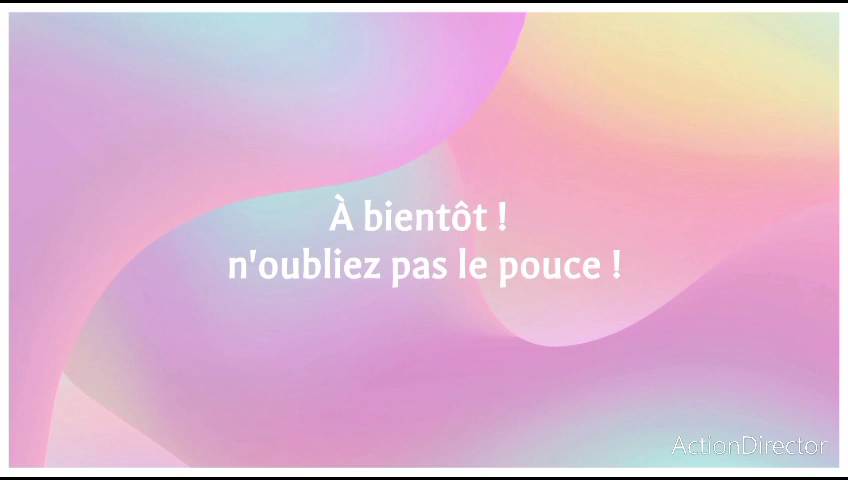 À bientôt !
n'oubliez pas le pouce !
ActionDirector